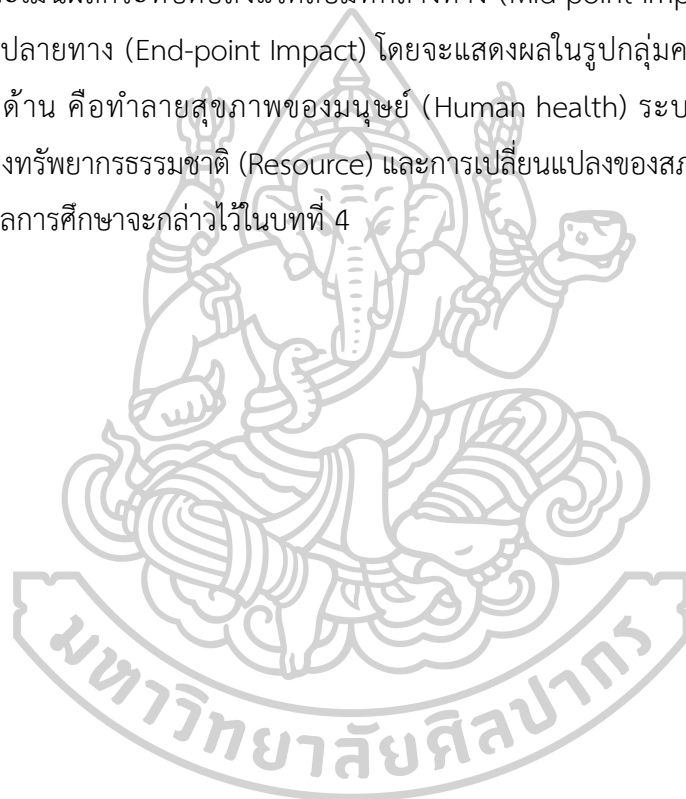 (Mid-point Imp
ปลายทาง (End-point Impact) โดยจะแสดงผลในรูปกลุ่มค
ด้าน คือทำลายสุขภาพของมนุษย์ (Human health) ระบ
งทรัพยากรธรรมชาติ (Resource) และการเปลี่ยนแปลงของสภ
ลการศึกษาจะกล่าวไว้ในบทที่ 4
มหาวิทยาลัยศิลปากร